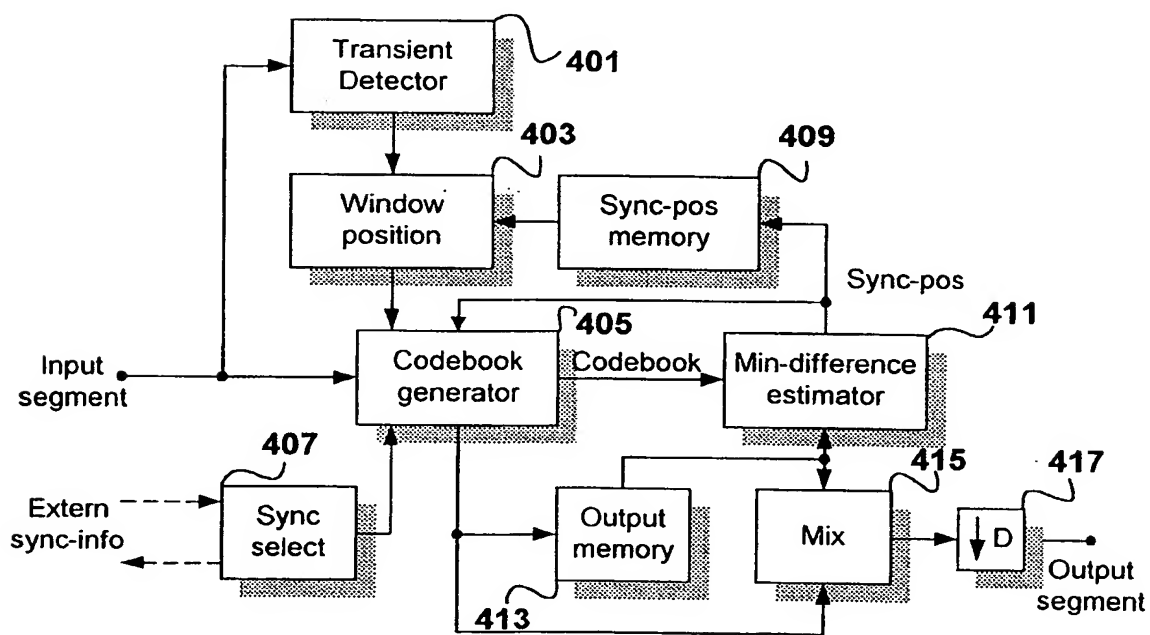 Transient
Detector
401
403
409
Window
position
Sync-pos
memory
Sync-pos
405
411
Input
segment
Codebook
generator
Codebook
Min-difference
estimator
407
415
417
Extern
sync-info
Sync
select
Output
memory
Mix
↓ D
413
Output
segment